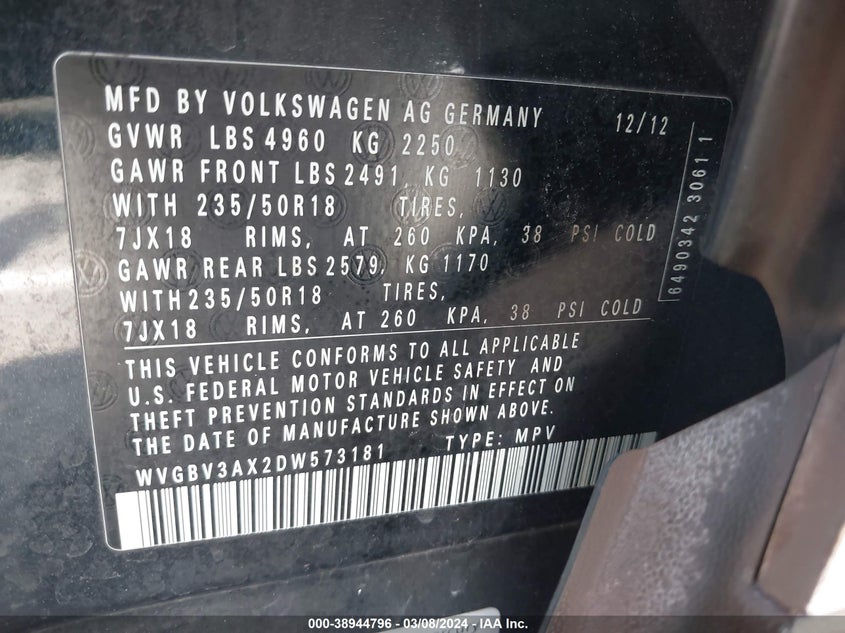 MFD BY VOLKSWAGEN AG GERMANY 12/12
GVWR LBS 4960 KG 2250
GAWR FRONT LBS 2491, KG 1130
WITH 235/50R18 TIRES,
7JX18 RIMS, AT 260 KPA, 38 PSI COLD
GAWR REAR LBS 2579, KG 1170
WITH 235/50R18 TIRES,
7JX18 RIMS, AT 260 KPA, 38 PSI COLD
THIS VEHICLE CONFORMS TO ALL APPLICABLE
U.S. FEDERAL MOTOR VEHICLE SAFETY AND
THEFT PREVENTION STANDARDS IN EFFECT ON
THE DATE OF MANUFACTURE SHOWN ABOVE.
WVGBV3AX2DW573181 TYPE: MPV
6490342 3061 1
000-38944796 - 03/08/2024 - IAA Inc.